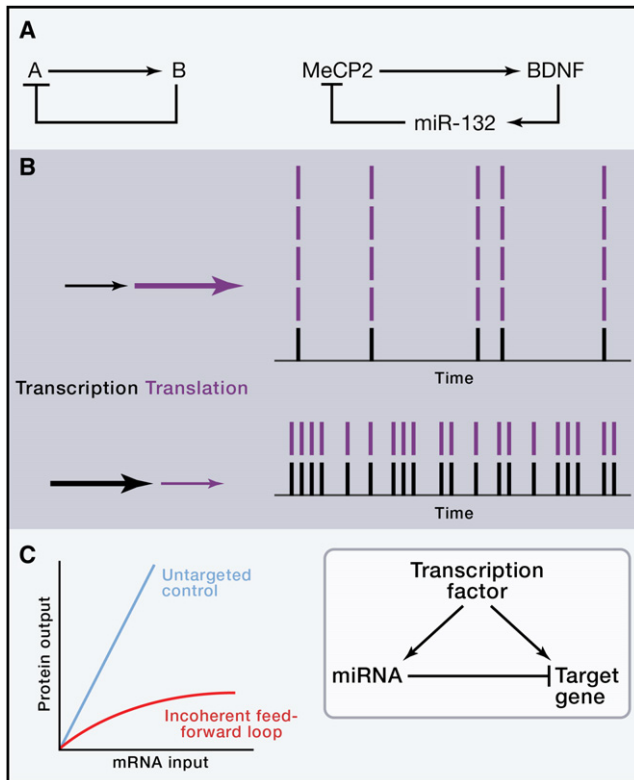 A
A B
MeCP2 BDNF
miR-132
B
Time
Transcription Translation
Time
C
Protein output
Untargeted
control
Incoherent feed-
forward loop
mRNA input
Transcription
factor
miRNA
Target
gene